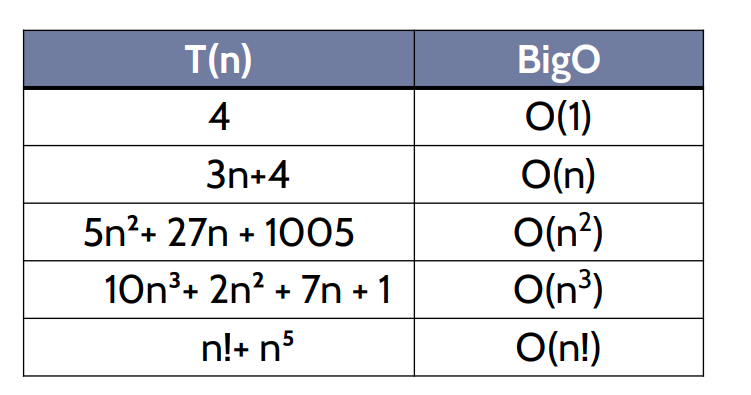 T(n) BigO
4 O(1)
3n+4 O(n)
5n²+ 27n + 1005 O(n²)
10n³+ 2n² + 7n + 1 O(n³)
n!+ n⁵ O(n!)